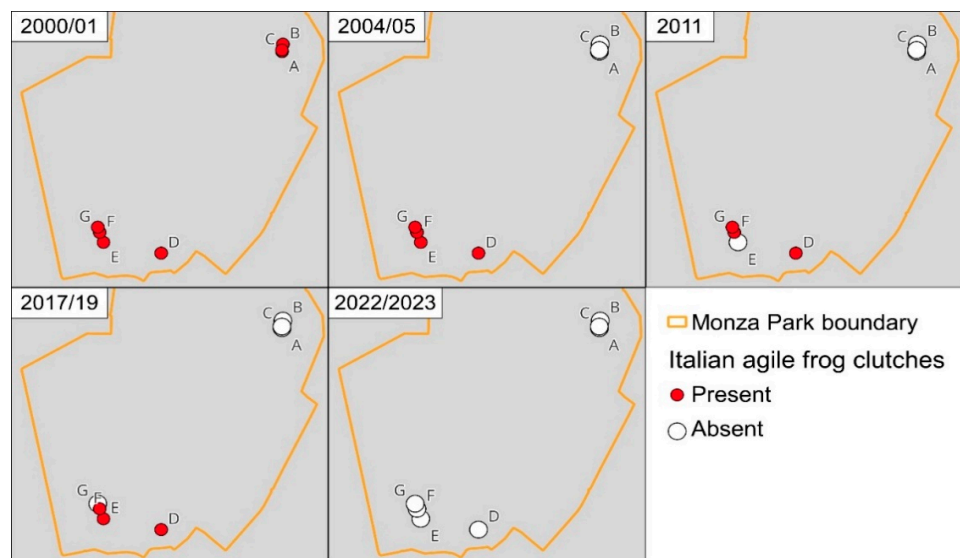 2000/01
C B
A
G F
E
D
2004/05
C B
A
G F
E
D
2011
C B
A
G F
E
D
2017/19
C B
A
G F E
D
2022/2023
C B
A
G F
E
D
Monza Park boundary
Italian agile frog clutches
Present
Absent